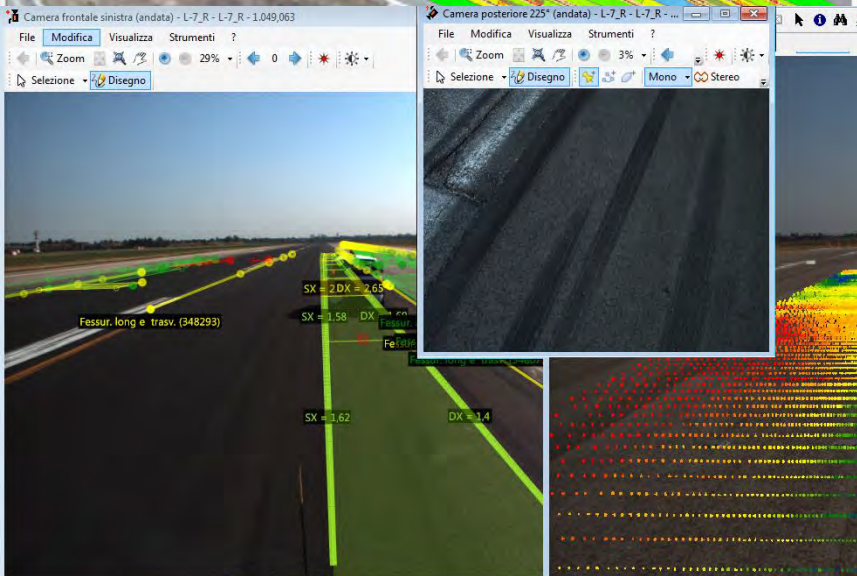 Camera frontale sinistra (andata) - L-7_R - L-7_R - 1.049,063
File Modifica Visualizza Strumenti ?
Zoom 29% 0
Selezione Disegno
Camera posteriore 225° (andata) - L-7_R - L-7_R - ...
File Modifica Visualizza Strumenti ?
Zoom 3%
Selezione Disegno Mono Stereo
SX = 2 DX = 2,65
SX = 1,58 DX
Fessur. long e trasv. (348293)
Fessur.
Fessur. long e trasv.
SX = 1,62 DX = 1,4